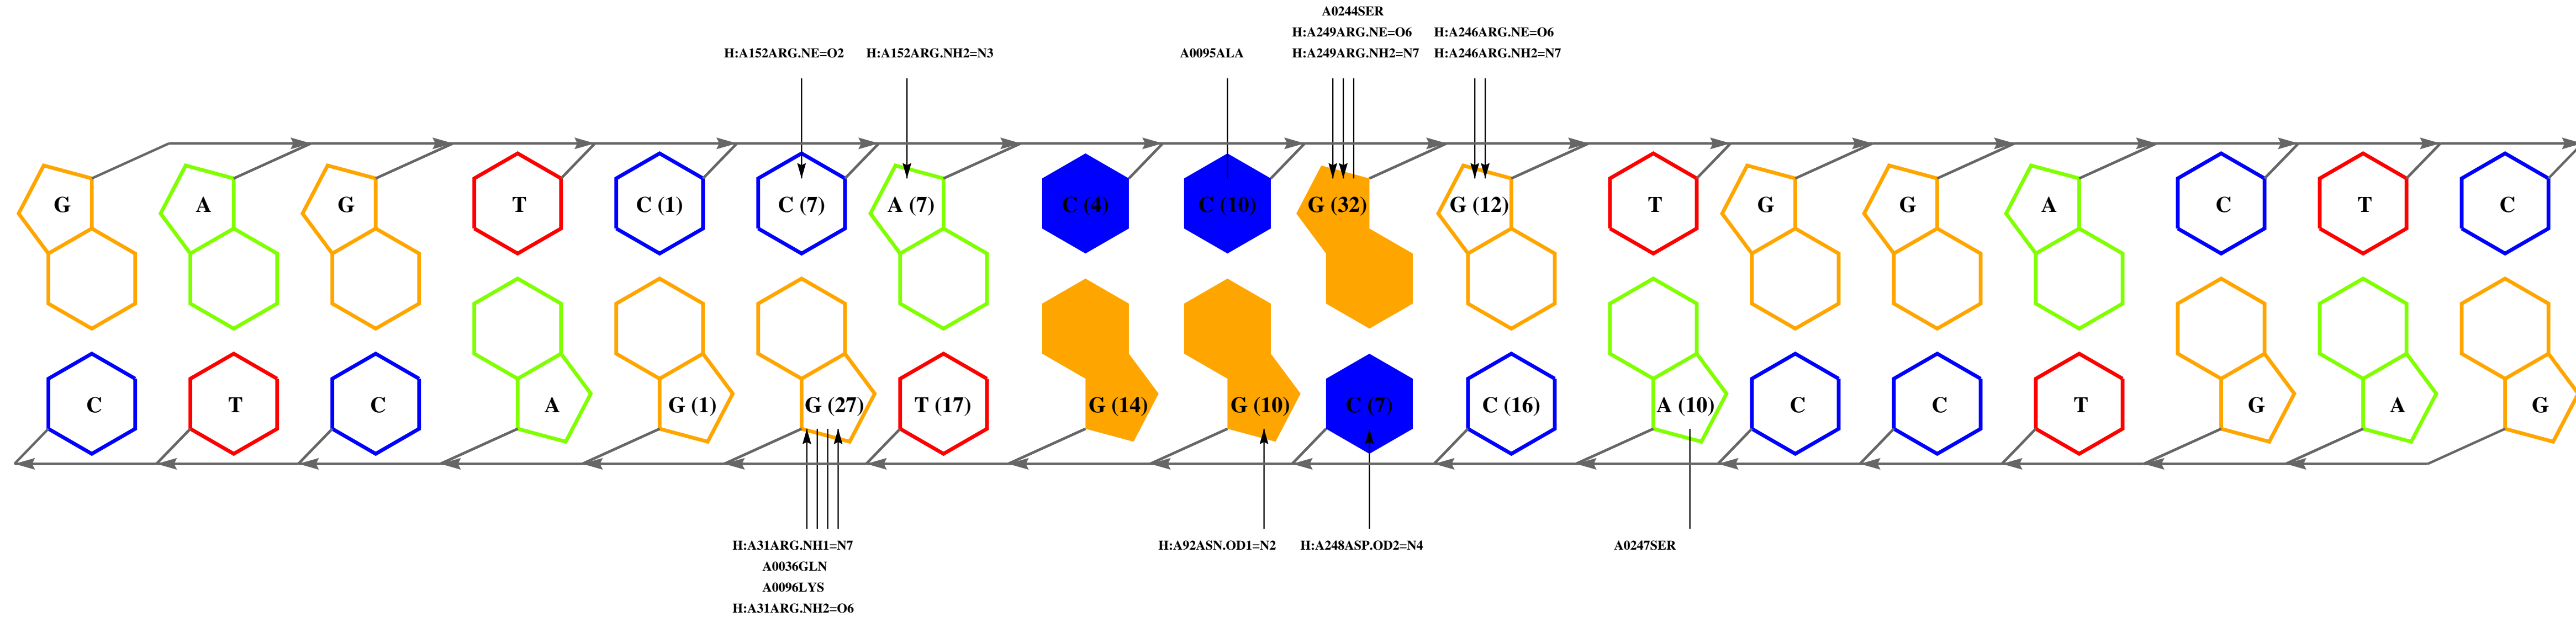 A0244SER
H:A249ARG.NE=O6 H:A246ARG.NE=O6
H:A152ARG.NE=O2 H:A152ARG.NH2=N3 A0095ALA H:A249ARG.NH2=N7 H:A246ARG.NH2=N7
G A G T C (1) C (7) A (7) C (4) C (10) G (32) G (12) T G G A C T C
C T C A G (1) G (27) T (17) G (14) G (10) C (7) C (16) A (10) C C T G A G
H:A31ARG.NH1=N7 H:A92ASN.OD1=N2 H:A248ASP.OD2=N4 A0247SER
A0036GLN
A0096LYS
H:A31ARG.NH2=O6